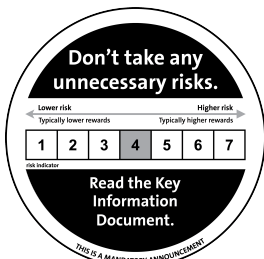 Don't take any
unnecessary risks.
Lower risk Higher risk
Typically lower rewards Typically higher rewards
1 2 3 4 5 6 7
risk indicator
Read the Key
Information
Document.
THIS IS A MANDATORY ANNOUNCEMENT